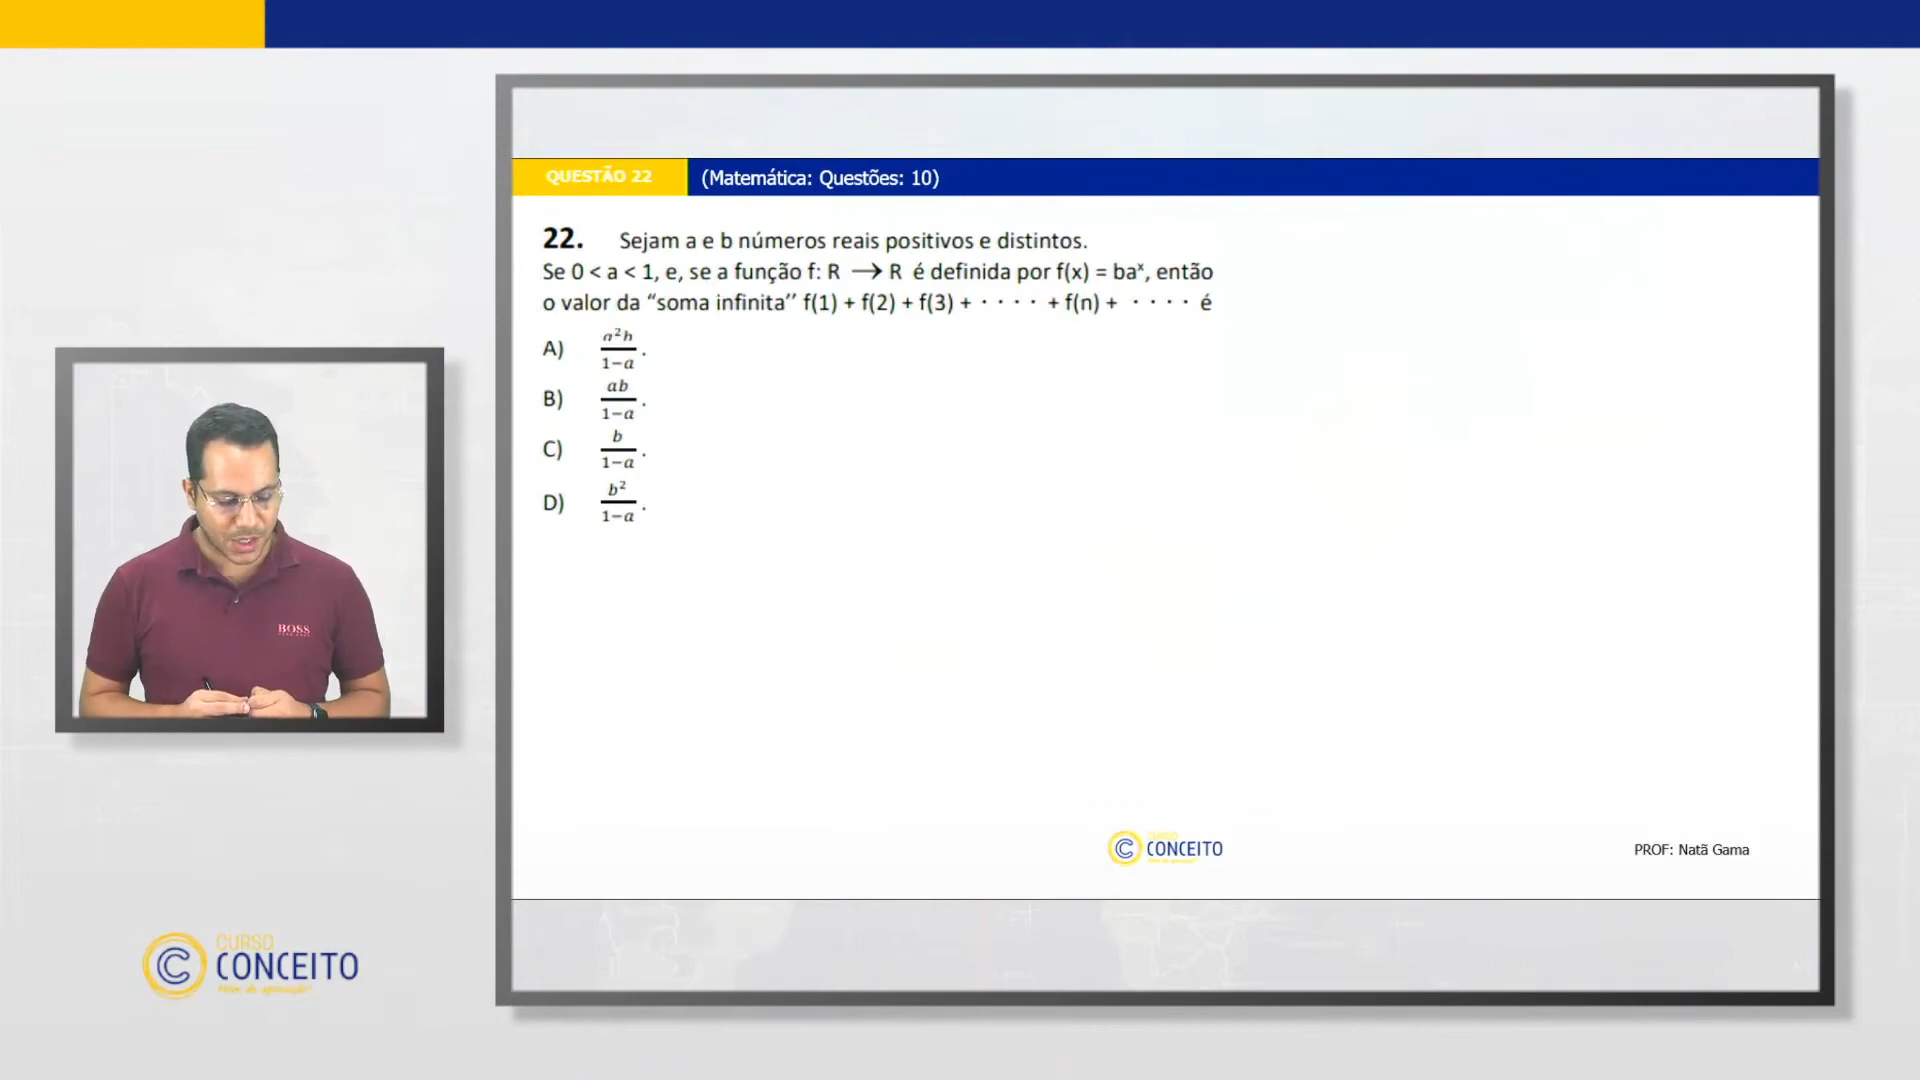 QUESTÃO 22
(Matemática: Questões: 10)
22. Sejam a e b números reais positivos e distintos.
Se 0 < a < 1, e, se a função f: R ⟶ R é definida por f(x) = baˣ, então
o valor da “soma infinita’’ f(1) + f(2) + f(3) + · · · · + f(n) + · · · · é
A) a²b/1−a .
B) ab/1−a .
C) b/1−a .
D) b²/1−a .
BOSS
CURSO
CONCEITO
PROF: Natã Gama
CURSO
CONCEITO